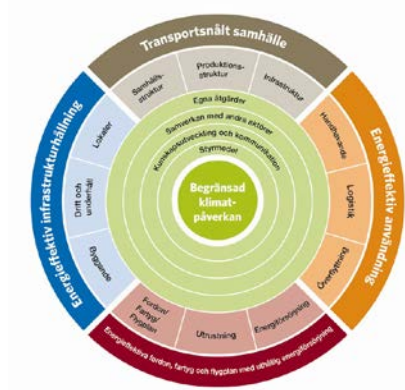 Transportsnålt samhälle
Samhälls-
struktur
Produktions-
struktur
Infrastruktur
Energieffektiv användning
Handhavande
Logistik
Överflyttning
Energieffektiva fordon, fartyg och flygplan med uthållig energiförsörjning
Energiförsörjning
Utrustning
Fordon/
Fartyg/
Flygplan
Energieffektiv infrastrukturhållning
Byggande
Drift och
underhåll
Lokaler
Egna åtgärder
Samverkan med andra aktörer
Kunskapsutveckling och kommunikation
Styrmedel
Begränsad
klimat-
påverkan